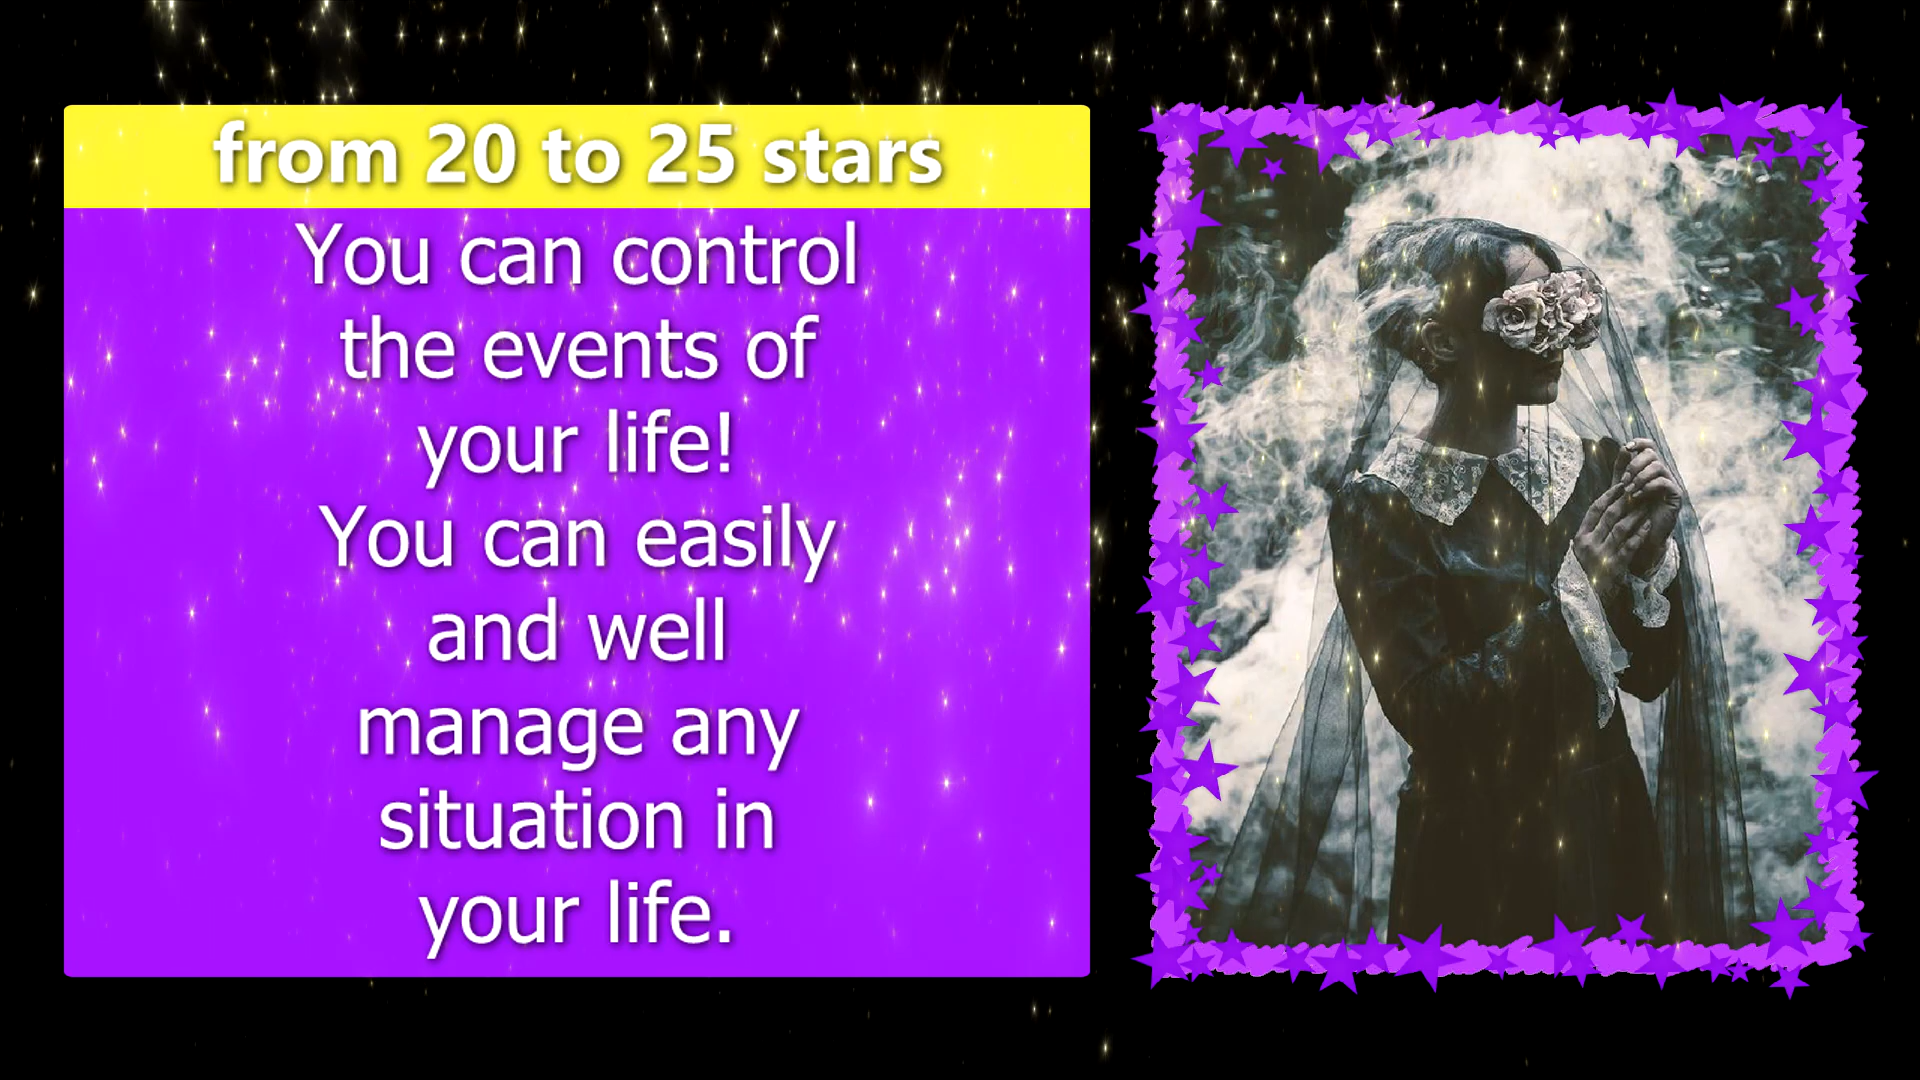 from 20 to 25 stars
You can control
the events of
your life!
You can easily
and well
manage any
situation in
your life.